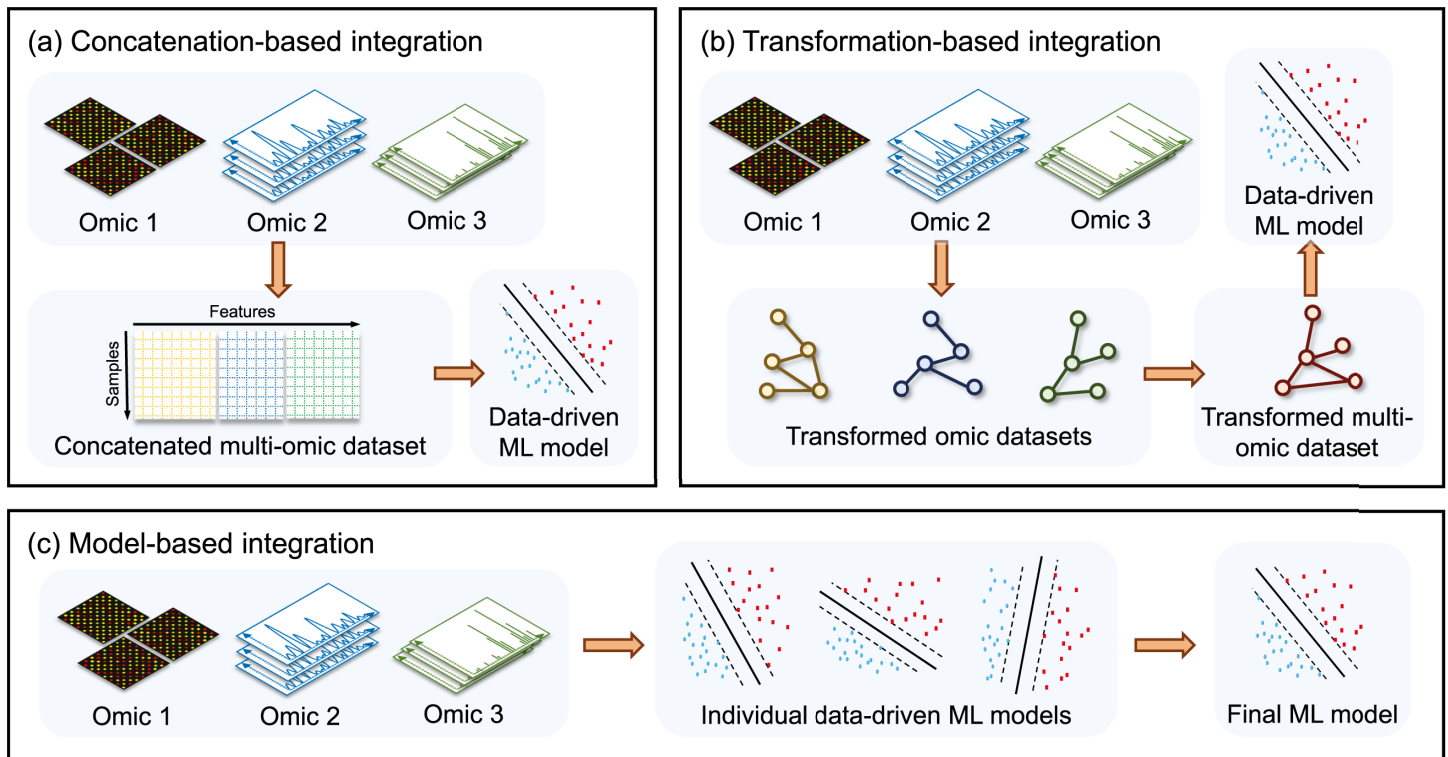 (a) Concatenation-based integration
Omic 1
Omic 2
Omic 3
Features
Samples
Concatenated multi-omic dataset
Data-driven
ML model
(b) Transformation-based integration
Omic 1
Omic 2
Omic 3
Data-driven
ML model
Transformed omic datasets
Transformed multi-
omic dataset
(c) Model-based integration
Omic 1
Omic 2
Omic 3
Individual data-driven ML models
Final ML model